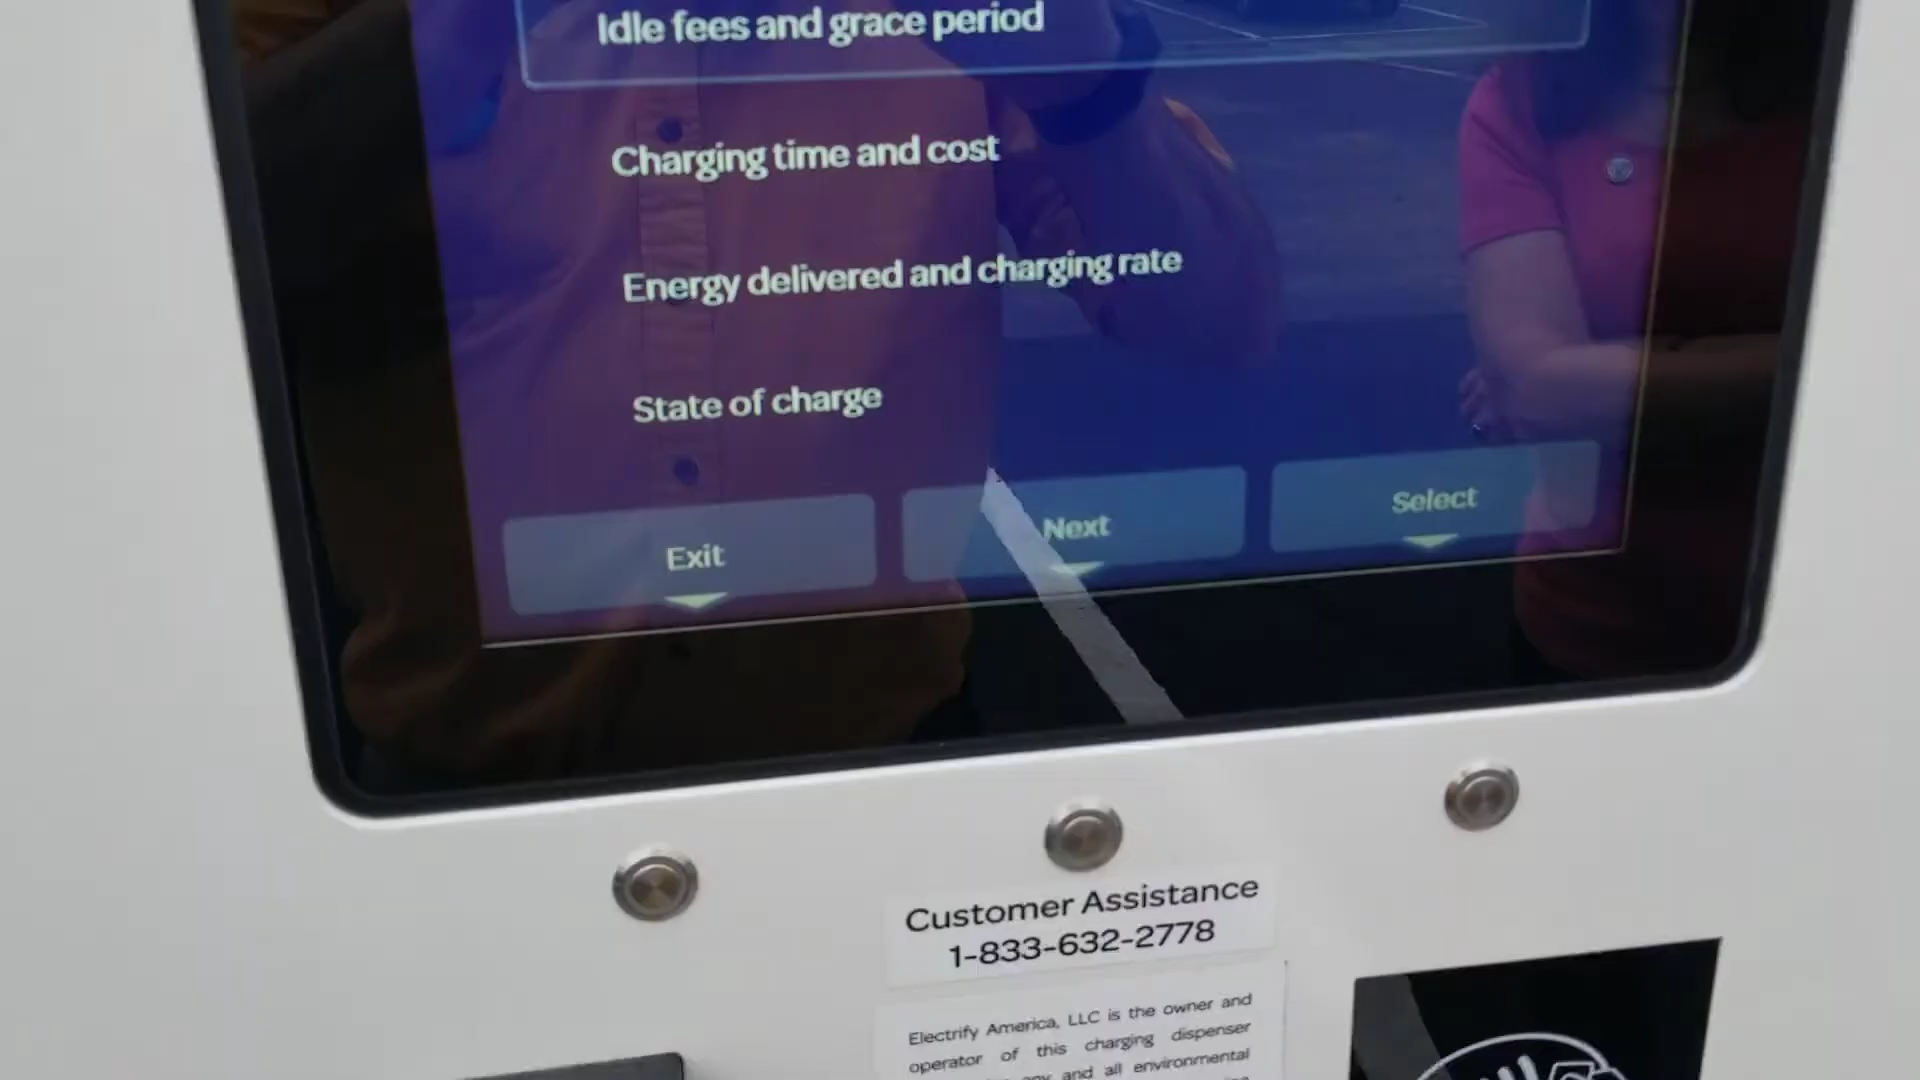 Idle fees and grace period
Charging time and cost
Energy delivered and charging rate
State of charge
Exit
Next
Select
Customer Assistance
1-833-632-2778
Electrify America, LLC is the owner and
operator of this charging dispenser
any and all environmental